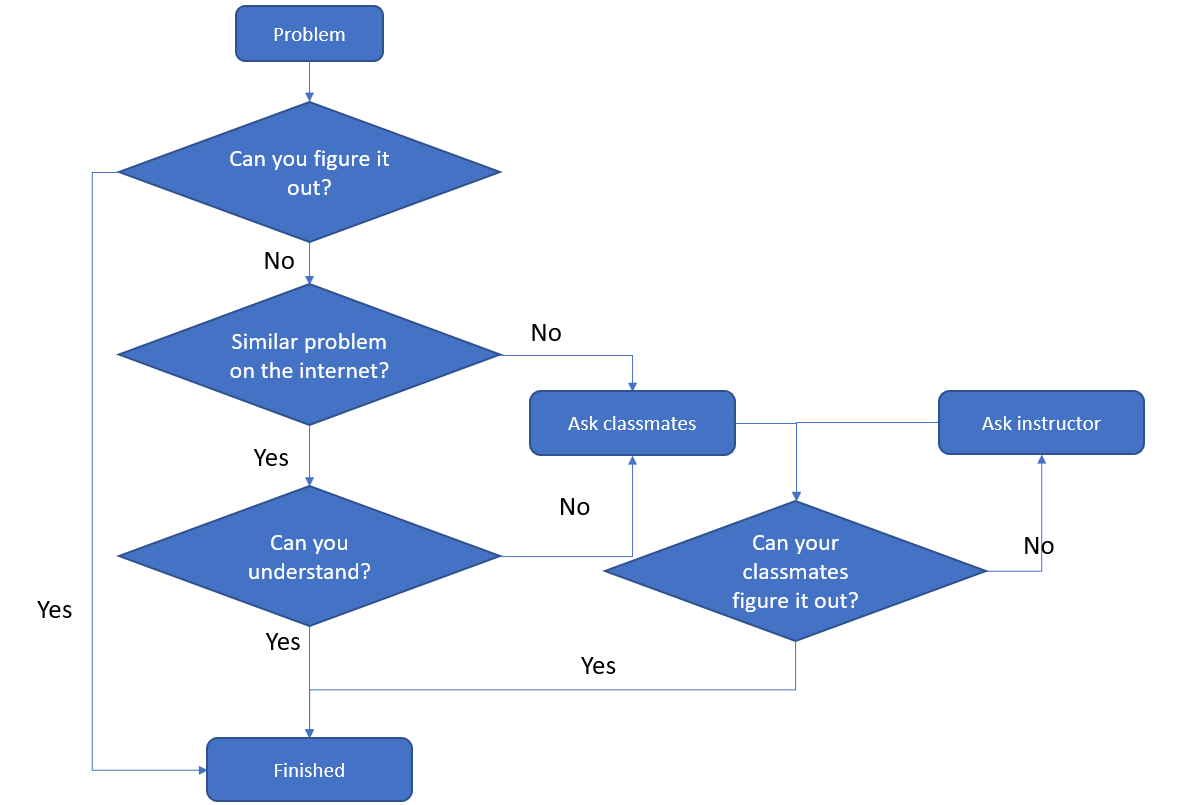 Problem
Can you figure it
out?
No
Similar problem
on the internet?
No
Ask classmates
Ask instructor
Yes
No
Can you
understand?
Can your
classmates
figure it out?
No
Yes
Yes
Yes
Finished